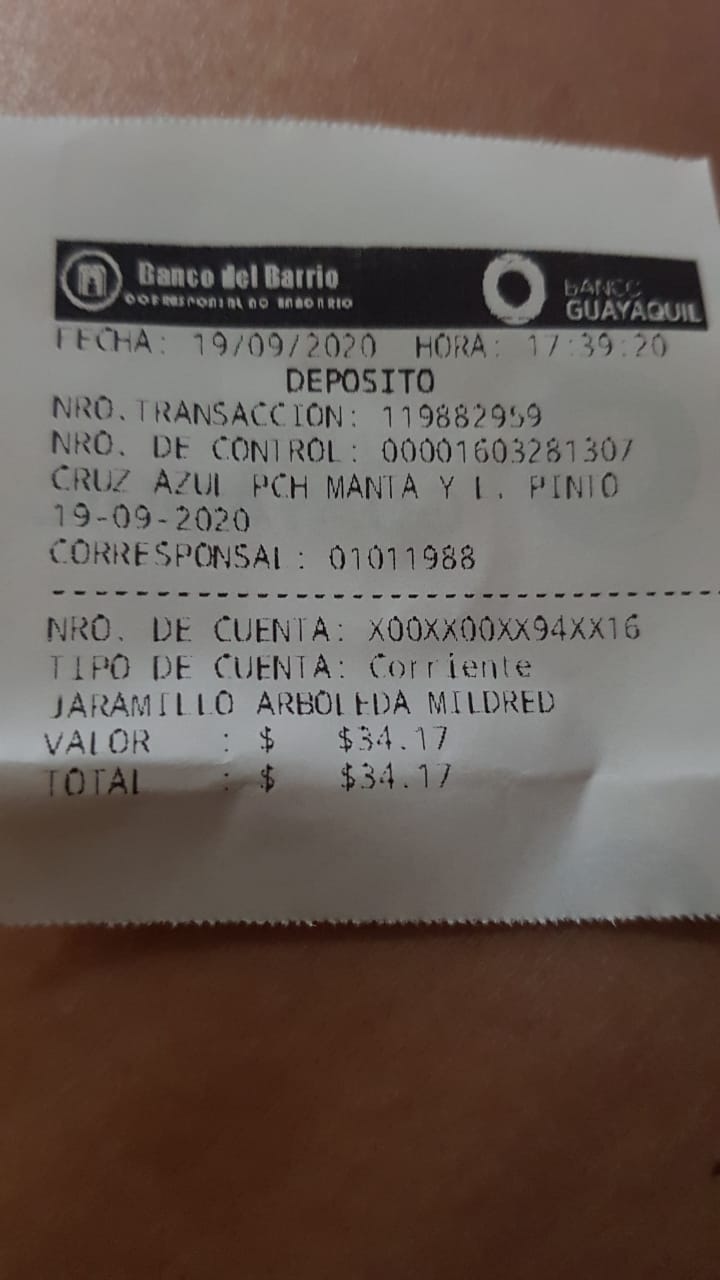 Banco del Barrio
BANCO
CORRESPONSAL NO BANCARIO
GUAYAQUIL
FECHA: 19/09/2020 HORA: 17:39:20
DEPOSITO
NRO.TRANSACCION: 119882959
NRO. DE CONTROL: 00001603281307
CRUZ AZUL PCH MANTA Y L. PINTO
19-09-2020
CORRESPONSAL: 01011988
NRO. DE CUENTA: X00XX00XX94XX16
TIPO DE CUENTA: Corriente
JARAMILLO ARBOLEDA MILDRED
VALOR : $ $34.17
TOTAL : $ $34.17